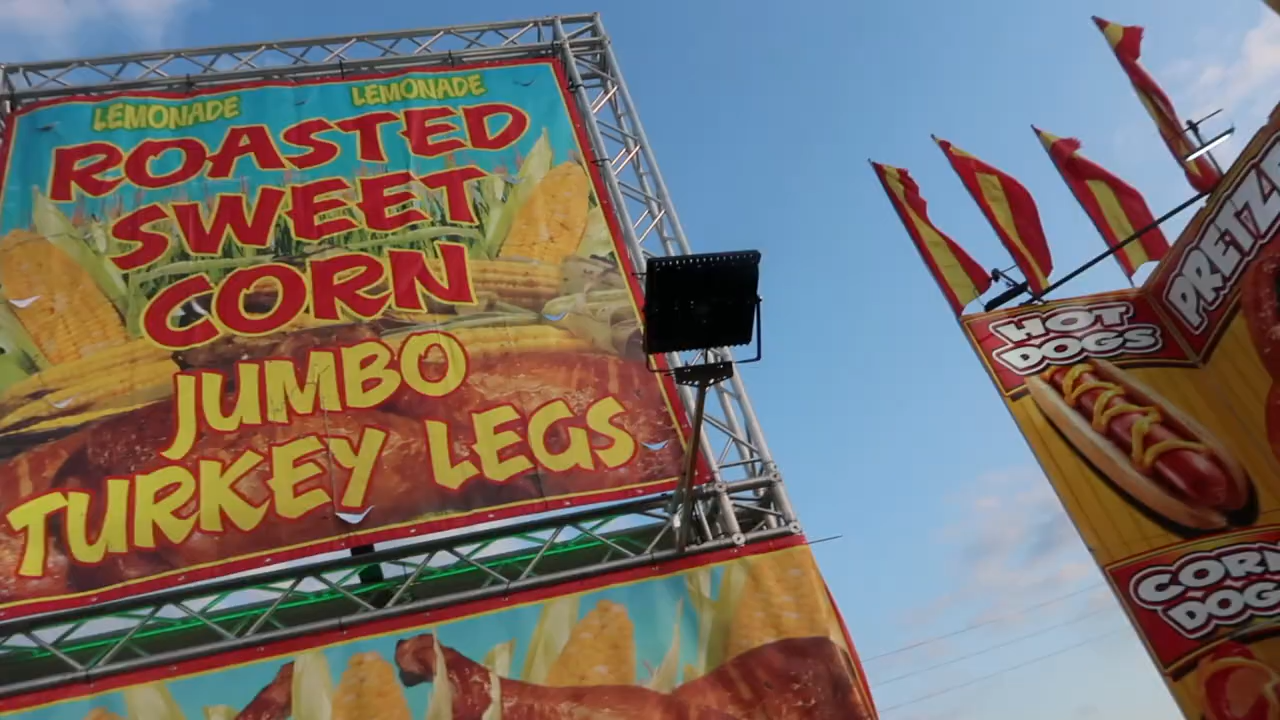 LEMONADE LEMONADE
ROASTED
SWEET
CORN
JUMBO
TURKEY LEGS
HOT
DOGS
CORN
DOGS